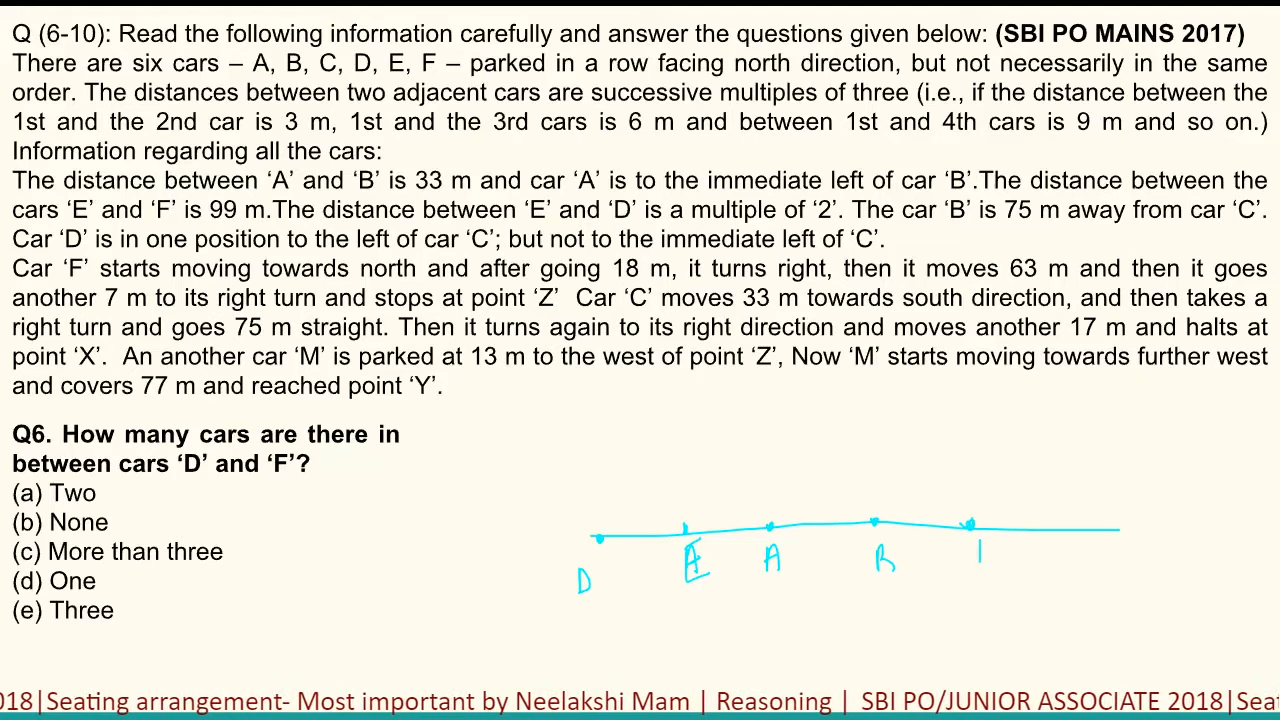 Q (6-10): Read the following information carefully and answer the questions given below: (SBI PO MAINS 2017)
There are six cars – A, B, C, D, E, F – parked in a row facing north direction, but not necessarily in the same
order. The distances between two adjacent cars are successive multiples of three (i.e., if the distance between the
1st and the 2nd car is 3 m, 1st and the 3rd cars is 6 m and between 1st and 4th cars is 9 m and so on.)
Information regarding all the cars:
The distance between ‘A’ and ‘B’ is 33 m and car ‘A’ is to the immediate left of car ‘B’.The distance between the
cars ‘E’ and ‘F’ is 99 m.The distance between ‘E’ and ‘D’ is a multiple of ‘2’. The car ‘B’ is 75 m away from car ‘C’.
Car ‘D’ is in one position to the left of car ‘C’; but not to the immediate left of ‘C’.
Car ‘F’ starts moving towards north and after going 18 m, it turns right, then it moves 63 m and then it goes
another 7 m to its right turn and stops at point ‘Z’ Car ‘C’ moves 33 m towards south direction, and then takes a
right turn and goes 75 m straight. Then it turns again to its right direction and moves another 17 m and halts at
point ‘X’. An another car ‘M’ is parked at 13 m to the west of point ‘Z’, Now ‘M’ starts moving towards further west
and covers 77 m and reached point ‘Y’.
Q6. How many cars are there in
between cars ‘D’ and ‘F’?
(a) Two
(b) None
(c) More than three
(d) One
(e) Three
D A B
018|Seating arrangement- Most important by Neelakshi Mam | Reasoning | SBI PO/JUNIOR ASSOCIATE 2018|Sea